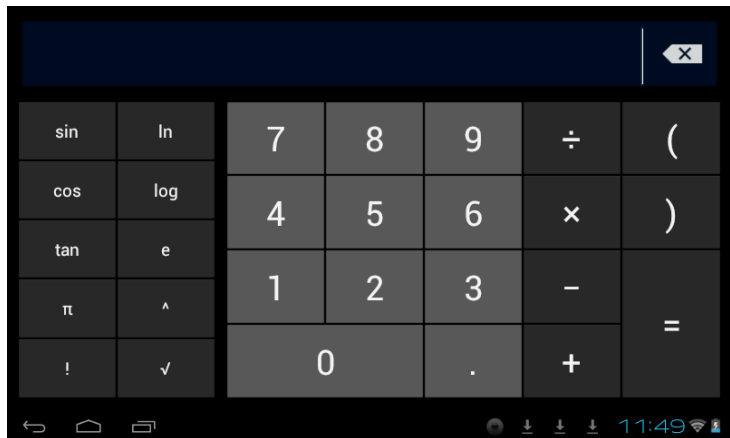 sin ln 7 8 9 ÷ (
cos log 4 5 6 × )
tan e 1 2 3 −
π ^ =
! √ 0 . +
11:49